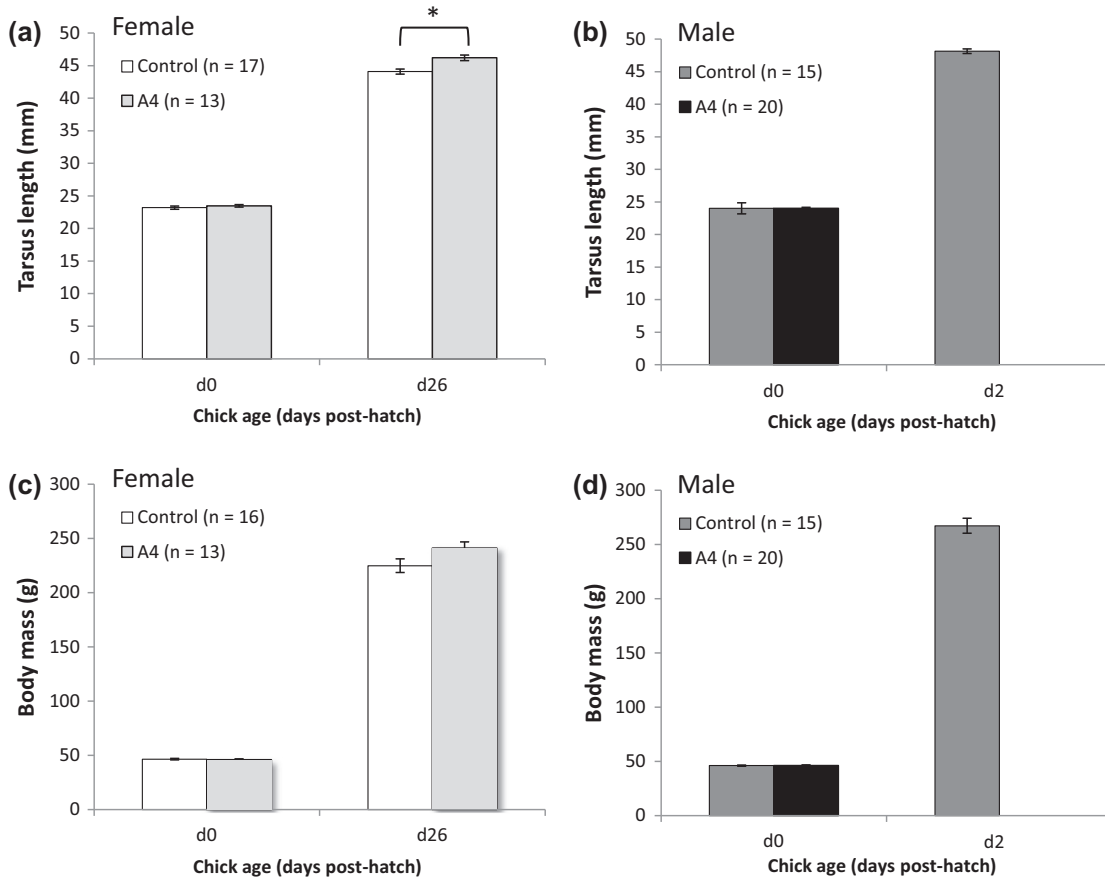 (a) Female
*
Control (n = 17)
A4 (n = 13)
Tarsus length (mm)
50
45
40
35
30
25
20
15
10
5
0
d0 d26
Chick age (days post-hatch)
(b) Male
Control (n = 15)
A4 (n = 20)
Tarsus length (mm)
50
45
40
35
30
25
20
15
10
5
0
d0 d2
Chick age (days post-hatch)
(c) Female
Control (n = 16)
A4 (n = 13)
Body mass (g)
300
250
200
150
100
50
0
d0 d26
Chick age (days post-hatch)
(d) Male
Control (n = 15)
A4 (n = 20)
Body mass (g)
300
250
200
150
100
50
0
d0 d2
Chick age (days post-hatch)